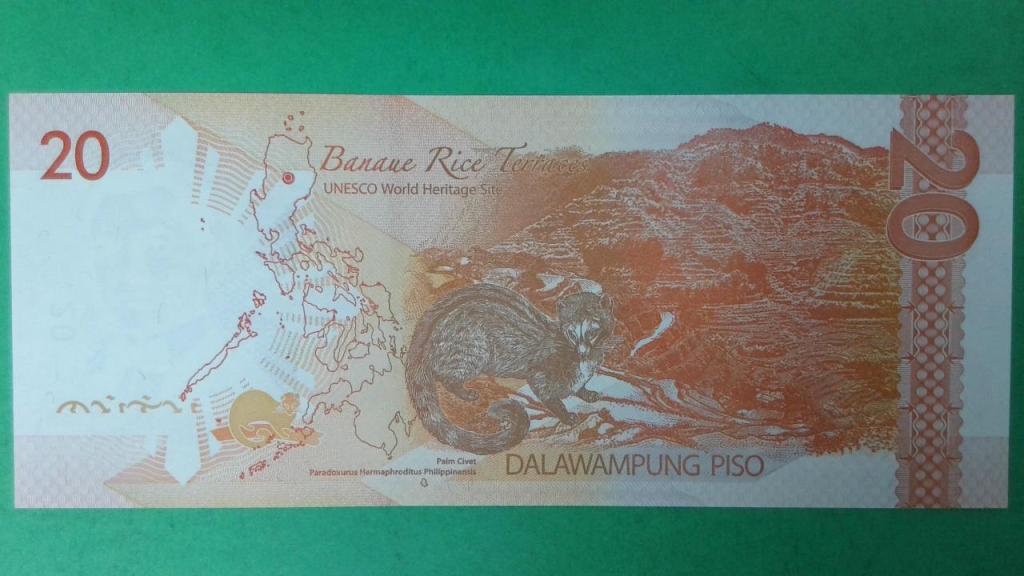 20
Banaue Rice Terraces
UNESCO World Heritage Site
20
Palm Civet
Paradoxurus Hermaphroditus Philippinensis
DALAWAMPUNG PISO